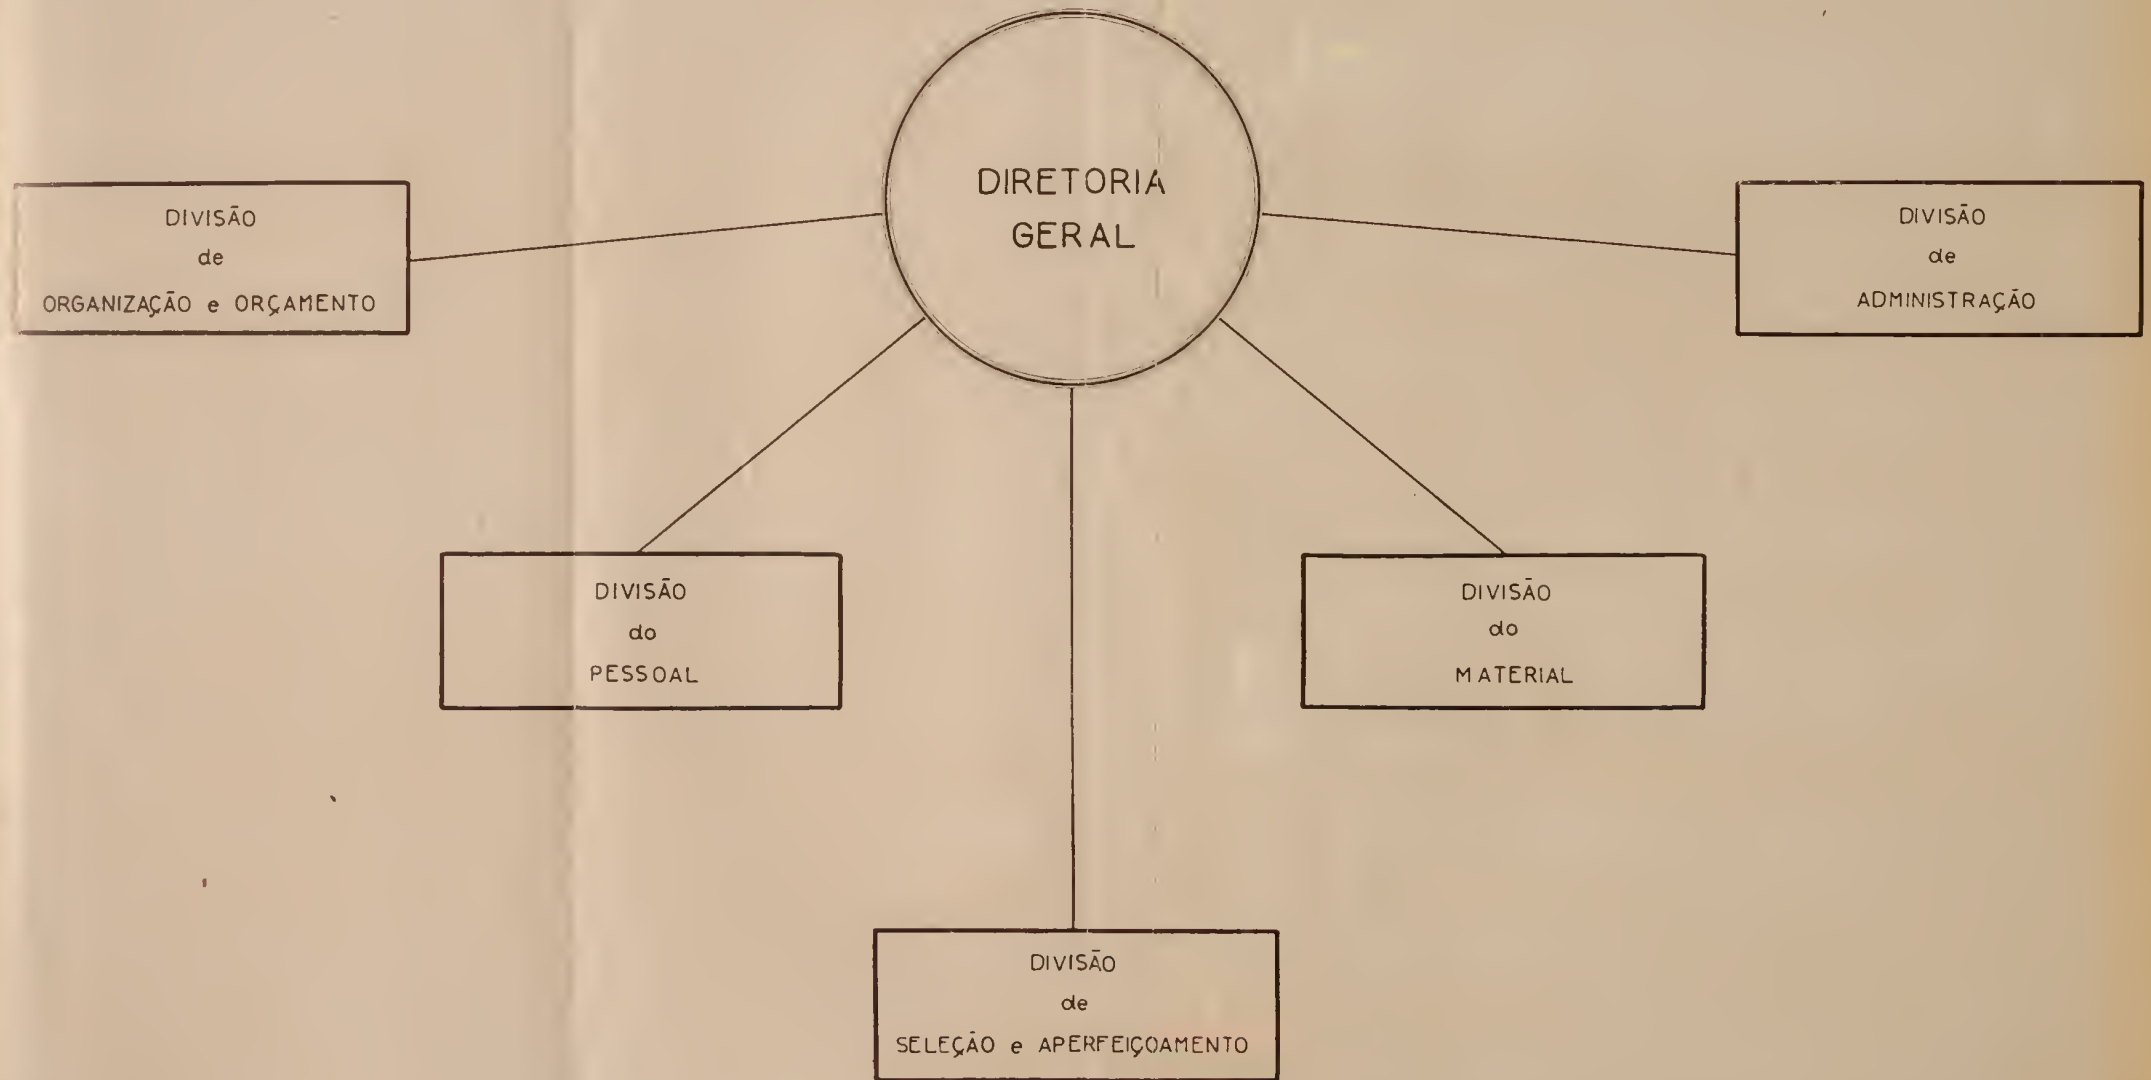 DIRETORIA
GERAL
DIVISÃO
de
ORGANIZAÇÃO e ORÇAMENTO
DIVISÃO
de
ADMINISTRAÇÃO
DIVISÃO
do
PESSOAL
DIVISÃO
do
MATERIAL
DIVISÃO
de
SELEÇÃO e APERFEIÇOAMENTO